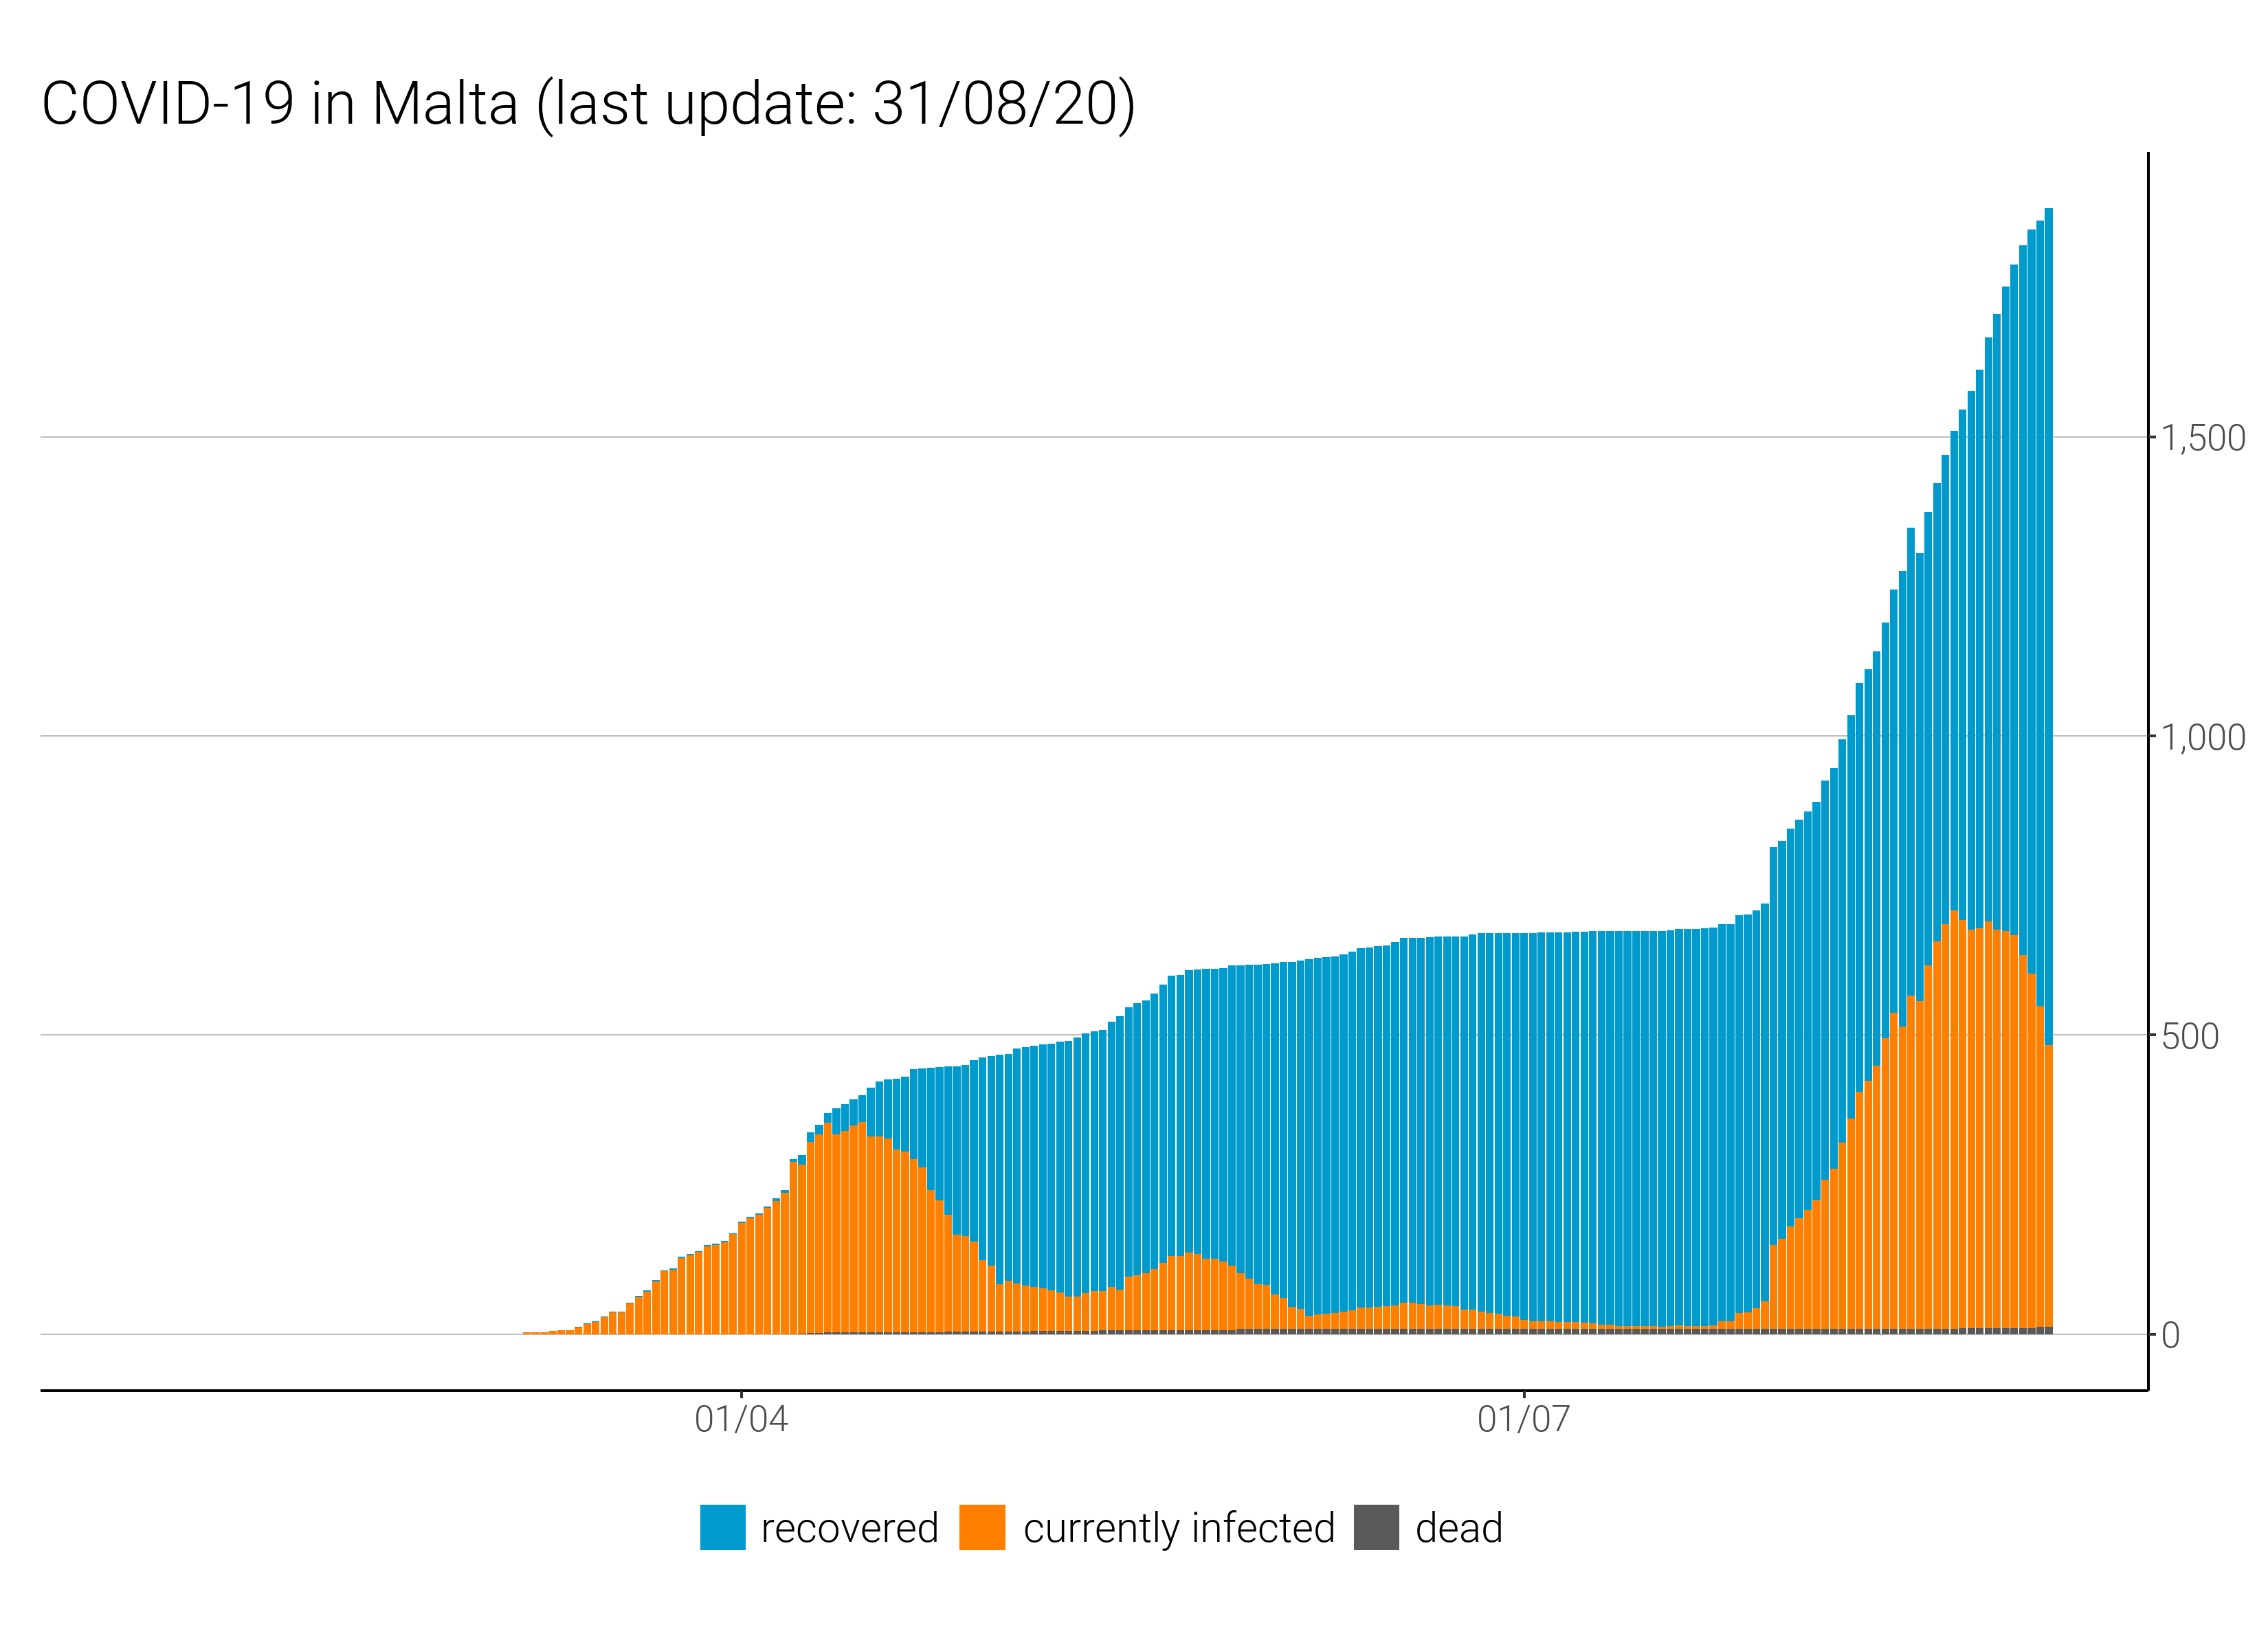 COVID-19 in Malta (last update: 31/08/20)
1,500
1,000
500
0
01/04 01/07
recovered currently infected dead